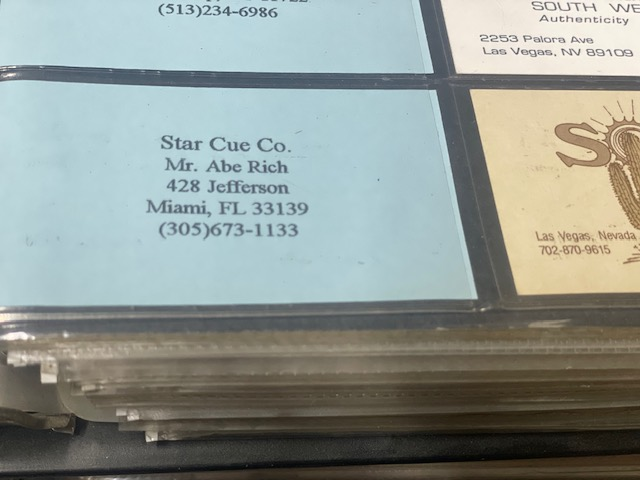 (513)234-6986
SOUTH WE
Authenticity
2253 Palora Ave
Las Vegas, NV 89109
Star Cue Co.
Mr. Abe Rich
428 Jefferson
Miami, FL 33139
(305)673-1133
Las Vegas, Nevada
702-870-9615